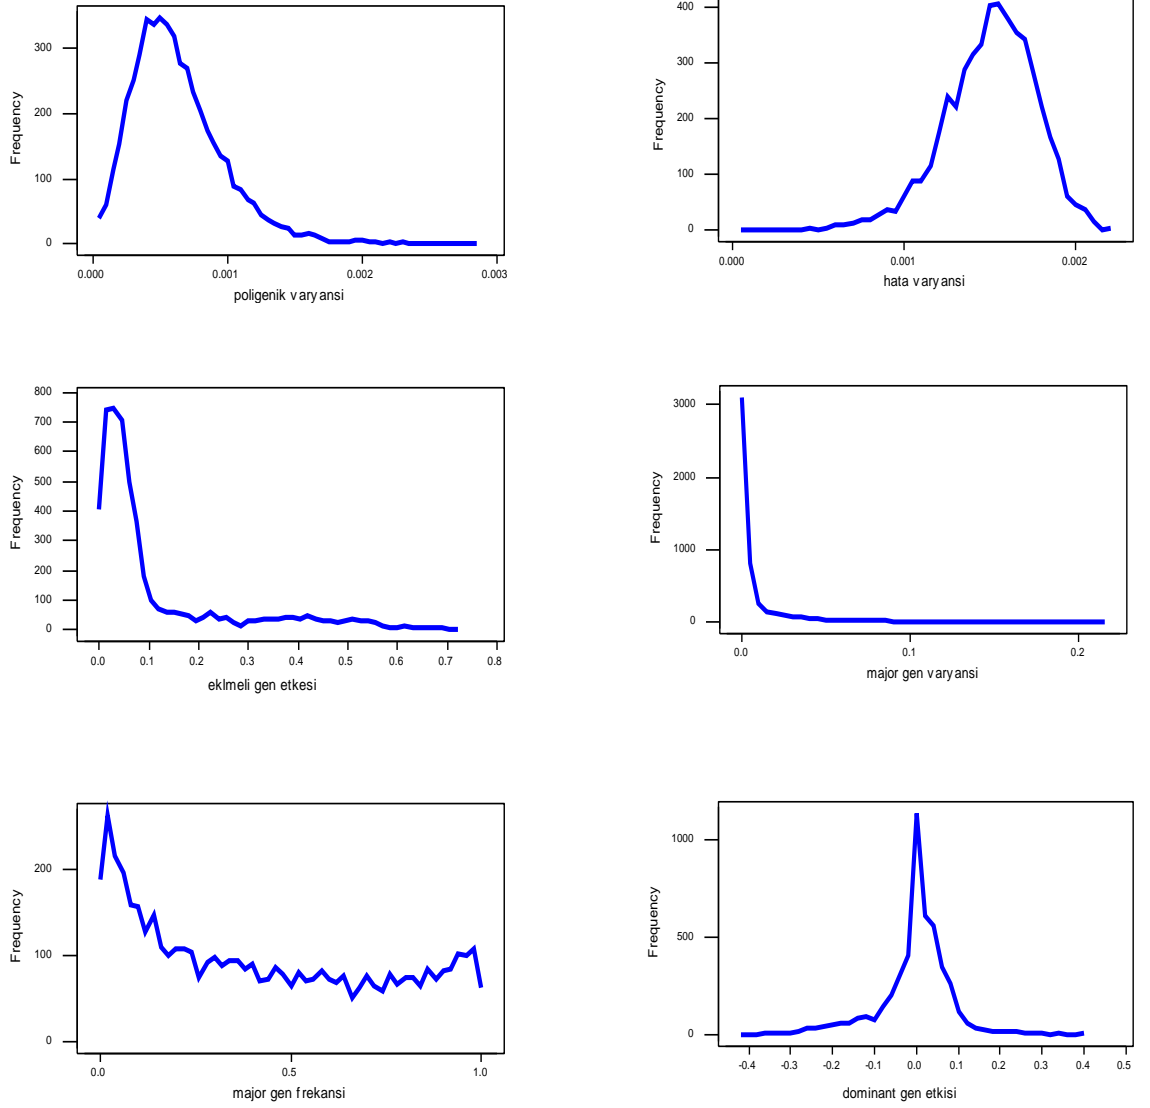 300
200
100
0
Frequency
0.000 0.001 0.002 0.003
poligenik varyansi
400
300
200
100
0
Frequency
0.000 0.001 0.002
hata varyansi
800
700
600
500
400
300
200
100
0
Frequency
0.0 0.1 0.2 0.3 0.4 0.5 0.6 0.7 0.8
eklmeli gen etkesi
3000
2000
1000
0
Frequency
0.0 0.1 0.2
major gen varyansi
200
100
0
Frequency
0.0 0.5 1.0
major gen frekansi
1000
500
0
Frequency
-0.4 -0.3 -0.2 -0.1 0.0 0.1 0.2 0.3 0.4 0.5
dominant gen etkisi